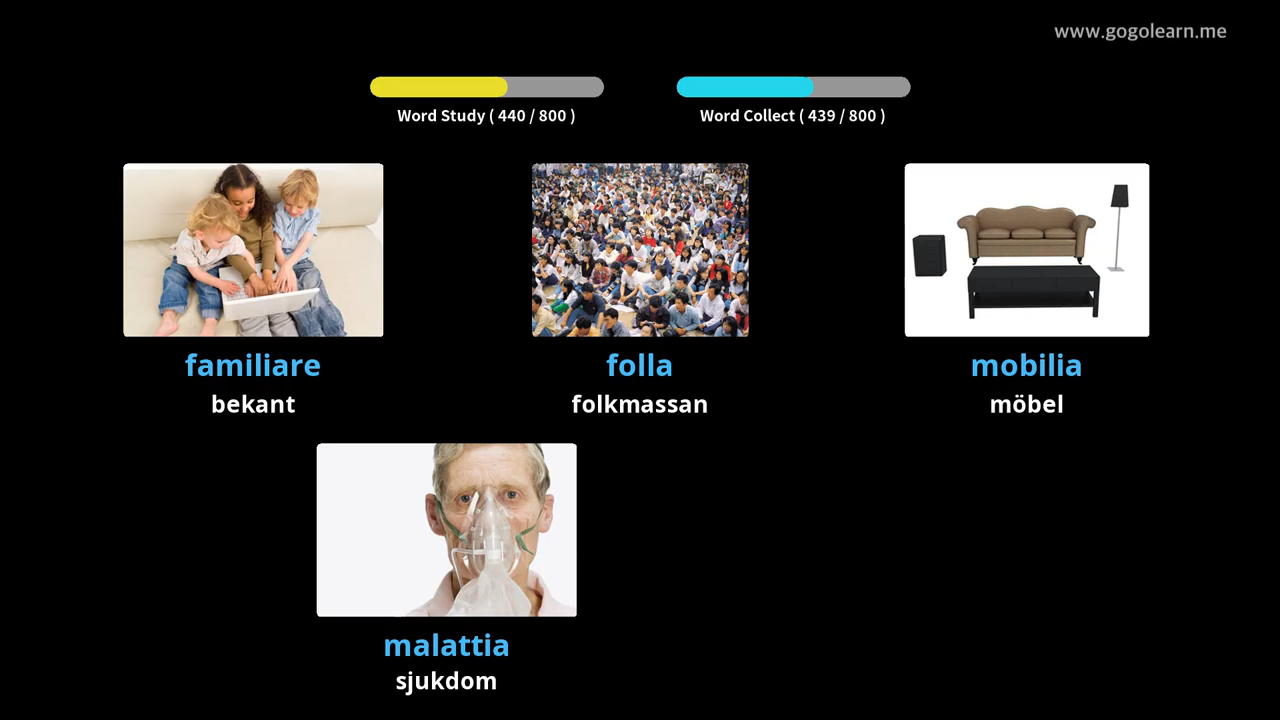 www.gogolearn.me
Word Study ( 440 / 800 )
Word Collect ( 439 / 800 )
familiare
bekant
folla
folkmassan
mobilia
möbel
malattia
sjukdom